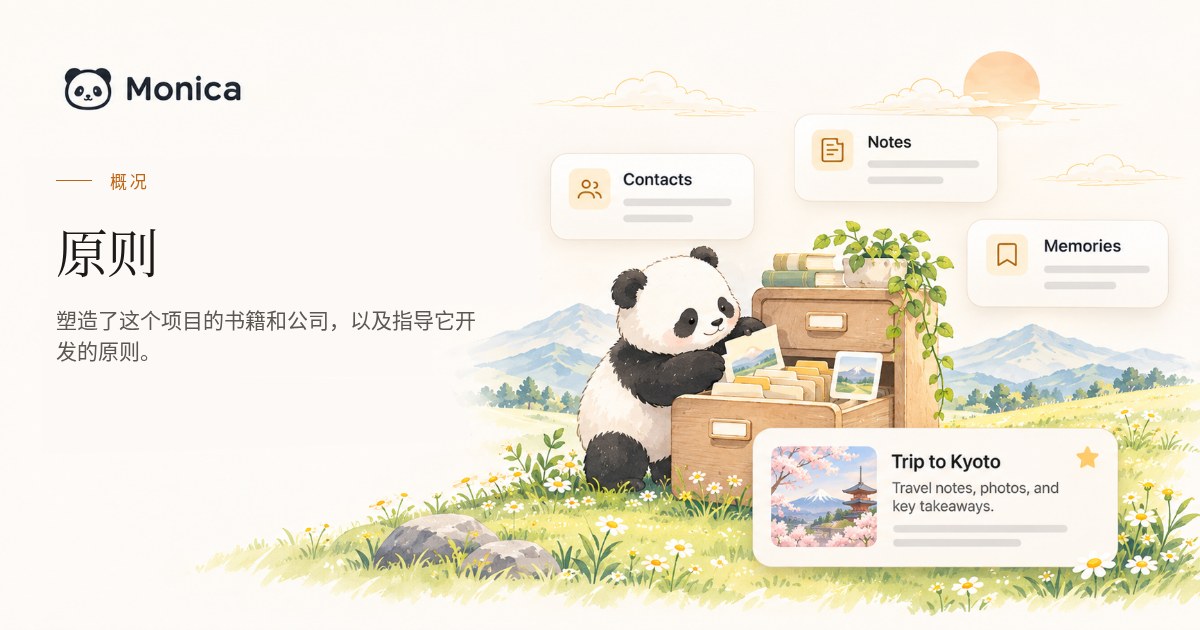 Monica
概况
原则
塑造了这个项目的书籍和公司，以及指导它开
发的原则。
Contacts
Notes
Memories
Trip to Kyoto
Travel notes, photos, and
key takeaways.